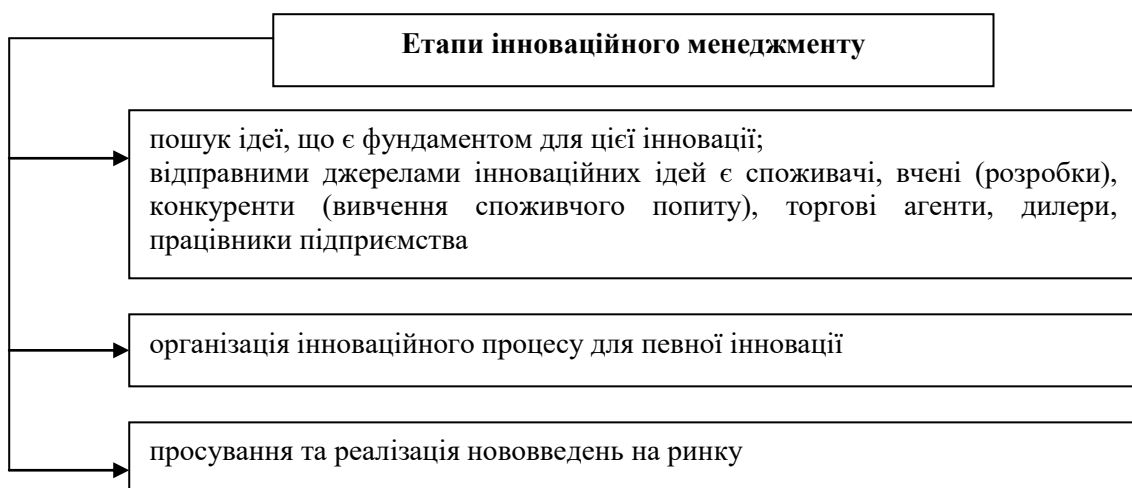 Етапи інноваційного менеджменту
пошук ідеї, що є фундаментом для цієї інновації;
відправними джерелами інноваційних ідей є споживачі, вчені (розробки),
конкуренти (вивчення споживчого попиту), торгові агенти, дилери,
працівники підприємства
організація інноваційного процесу для певної інновації
просування та реалізація нововведень на ринку